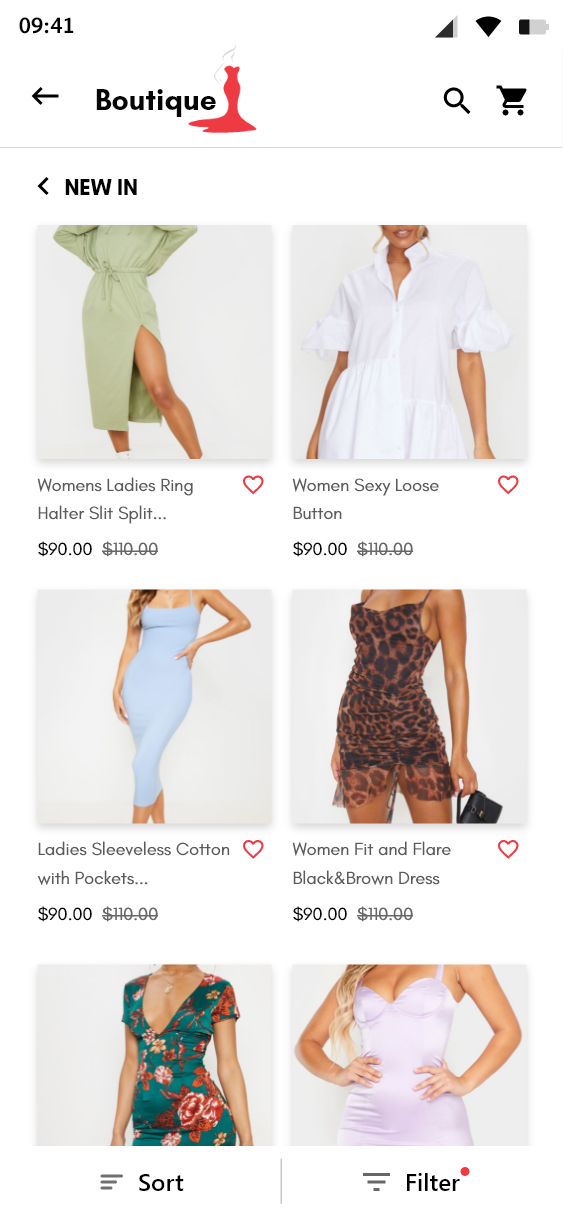 09:41
Boutique
NEW IN
Womens Ladies Ring
Halter Slit Split...
$90.00 $110.00
Women Sexy Loose
Button
$90.00 $110.00
Ladies Sleeveless Cotton
with Pockets...
$90.00 $110.00
Women Fit and Flare
Black&Brown Dress
$90.00 $110.00
Sort
Filter